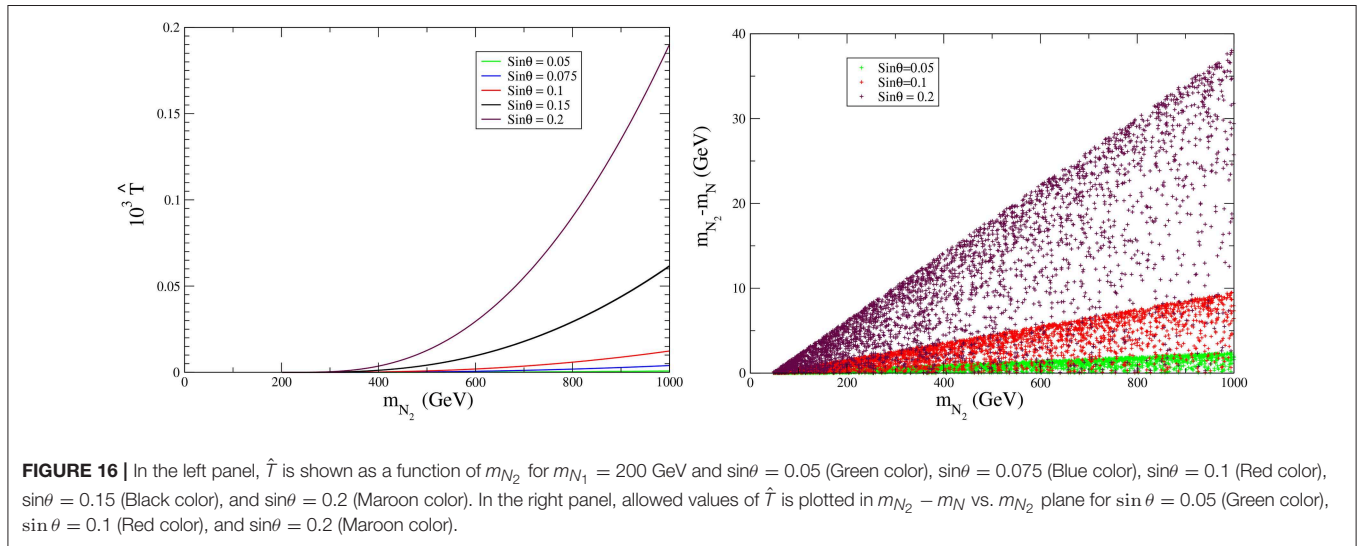 0.2
0.15
0.1
0.05
0
10³ T̂
0 200 400 600 800 1000
m_N₂ (GeV)
Sinθ = 0.05
Sinθ = 0.075
Sinθ = 0.1
Sinθ = 0.15
Sinθ = 0.2
40
30
20
10
0
m_N₂-m_N (GeV)
200 400 600 800 1000
m_N₂ (GeV)
Sinθ=0.05
Sinθ=0.1
Sinθ = 0.2
FIGURE 16 | In the left panel, T̂ is shown as a function of m_N₂ for m_N₁ = 200 GeV and sinθ = 0.05 (Green color), sinθ = 0.075 (Blue color), sinθ = 0.1 (Red color),
sinθ = 0.15 (Black color), and sinθ = 0.2 (Maroon color). In the right panel, allowed values of T̂ is plotted in m_N₂ − m_N vs. m_N₂ plane for sin θ = 0.05 (Green color),
sin θ = 0.1 (Red color), and sinθ = 0.2 (Maroon color).